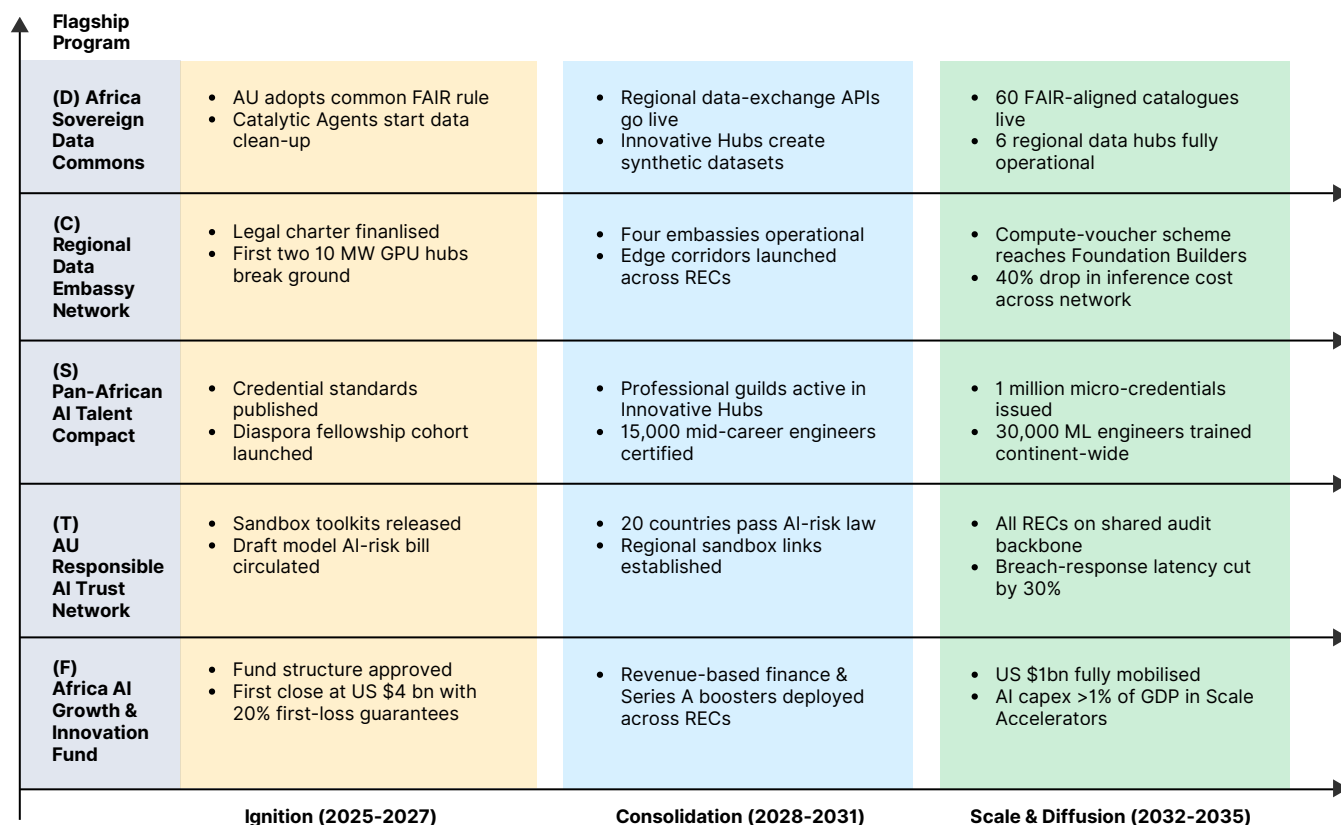 Flagship
Program
(D) Africa
Sovereign
Data
Commons
• AU adopts common FAIR rule
• Catalytic Agents start data
clean-up
• Regional data-exchange APIs
go live
• Innovative Hubs create
synthetic datasets
• 60 FAIR-aligned catalogues
live
• 6 regional data hubs fully
operational
(C)
Regional
Data
Embassy
Network
• Legal charter finanlised
• First two 10 MW GPU hubs
break ground
• Four embassies operational
• Edge corridors launched
across RECs
• Compute-voucher scheme
reaches Foundation Builders
• 40% drop in inference cost
across network
(S)
Pan-African
AI Talent
Compact
• Credential standards
published
• Diaspora fellowship cohort
launched
• Professional guilds active in
Innovative Hubs
• 15,000 mid-career engineers
certified
• 1 million micro-credentials
issued
• 30,000 ML engineers trained
continent-wide
(T)
AU
Responsible
AI Trust
Network
• Sandbox toolkits released
• Draft model AI-risk bill
circulated
• 20 countries pass AI-risk law
• Regional sandbox links
established
• All RECs on shared audit
backbone
• Breach-response latency cut
by 30%
(F)
Africa AI
Growth &
Innovation
Fund
• Fund structure approved
• First close at US $4 bn with
20% first-loss guarantees
• Revenue-based finance &
Series A boosters deployed
across RECs
• US $1bn fully mobilised
• AI capex >1% of GDP in Scale
Accelerators
Ignition (2025-2027)
Consolidation (2028-2031)
Scale & Diffusion (2032-2035)